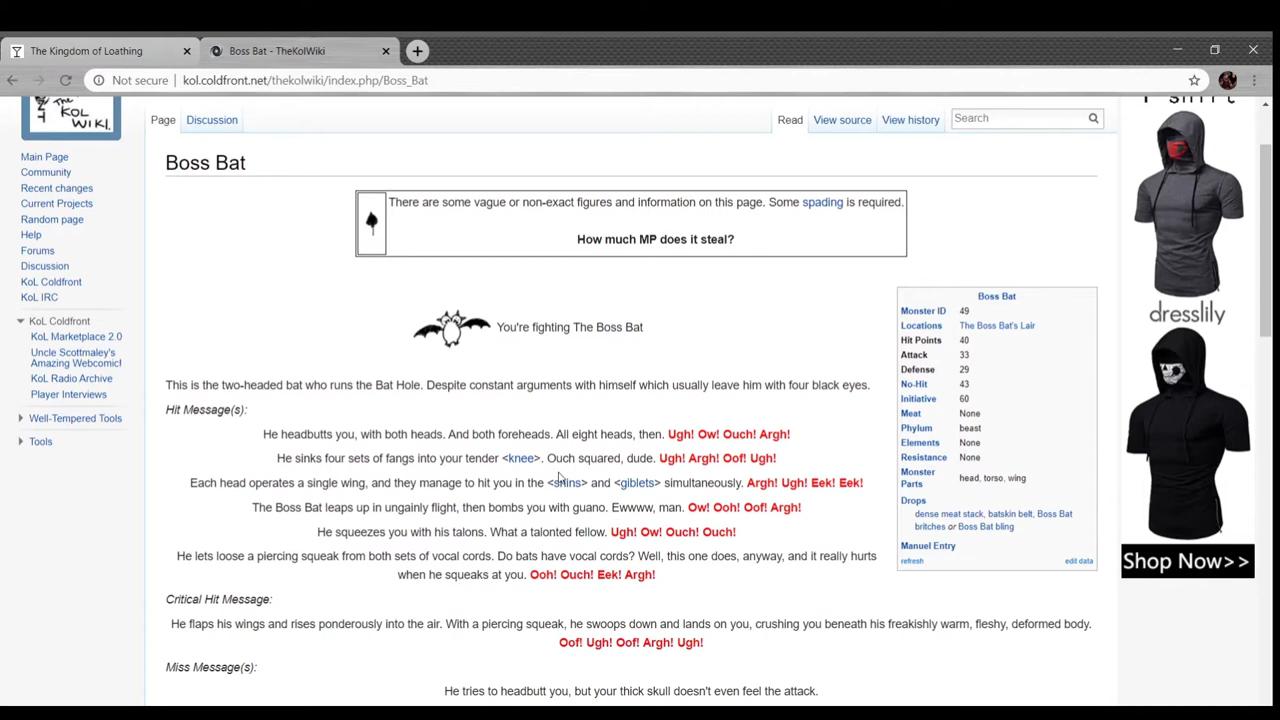 The Kingdom of Loathing
Boss Bat - TheKolWiki
Not secure | kol.coldfront.net/thekolwiki/index.php/Boss_Bat
The
KOL
WIKI.
Page
Discussion
Read
View source
View history
Search
Main Page
Community
Recent changes
Current Projects
Random page
Help
Forums
Discussion
KoL Coldfront
KoL IRC
KoL Coldfront
KoL Marketplace 2.0
Uncle Scottmaley's
Amazing Webcomic!
KoL Radio Archive
Player Interviews
Well-Tempered Tools
Tools
Boss Bat
There are some vague or non-exact figures and information on this page. Some spading is required.
How much MP does it steal?
You're fighting The Boss Bat
Boss Bat
Monster ID 49
Locations The Boss Bat's Lair
Hit Points 40
Attack 33
Defense 29
No-Hit 43
Initiative 60
Meat None
Phylum beast
Elements None
Resistance None
Monster
Parts head, torso, wing
Drops
dense meat stack, batskin belt, Boss Bat
britches or Boss Bat bling
Manuel Entry
refresh edit data
This is the two-headed bat who runs the Bat Hole. Despite constant arguments with himself which usually leave him with four black eyes.
Hit Message(s):
He headbutts you, with both heads. And both foreheads. All eight heads, then. Ugh! Ow! Ouch! Argh!
He sinks four sets of fangs into your tender <knee>. Ouch squared, dude. Ugh! Argh! Oof! Ugh!
Each head operates a single wing, and they manage to hit you in the <shins> and <giblets> simultaneously. Argh! Ugh! Eek! Eek!
The Boss Bat leaps up in ungainly flight, then bombs you with guano. Ewwww, man. Ow! Ooh! Oof! Argh!
He squeezes you with his talons. What a talonted fellow. Ugh! Ow! Ouch! Ouch!
He lets loose a piercing squeak from both sets of vocal cords. Do bats have vocal cords? Well, this one does, anyway, and it really hurts
when he squeaks at you. Ooh! Ouch! Eek! Argh!
Critical Hit Message:
He flaps his wings and rises ponderously into the air. With a piercing squeak, he swoops down and lands on you, crushing you beneath his freakishly warm, fleshy, deformed body.
Oof! Ugh! Oof! Argh! Ugh!
Miss Message(s):
He tries to headbutt you, but your thick skull doesn't even feel the attack.
dresslily
Shop Now>>